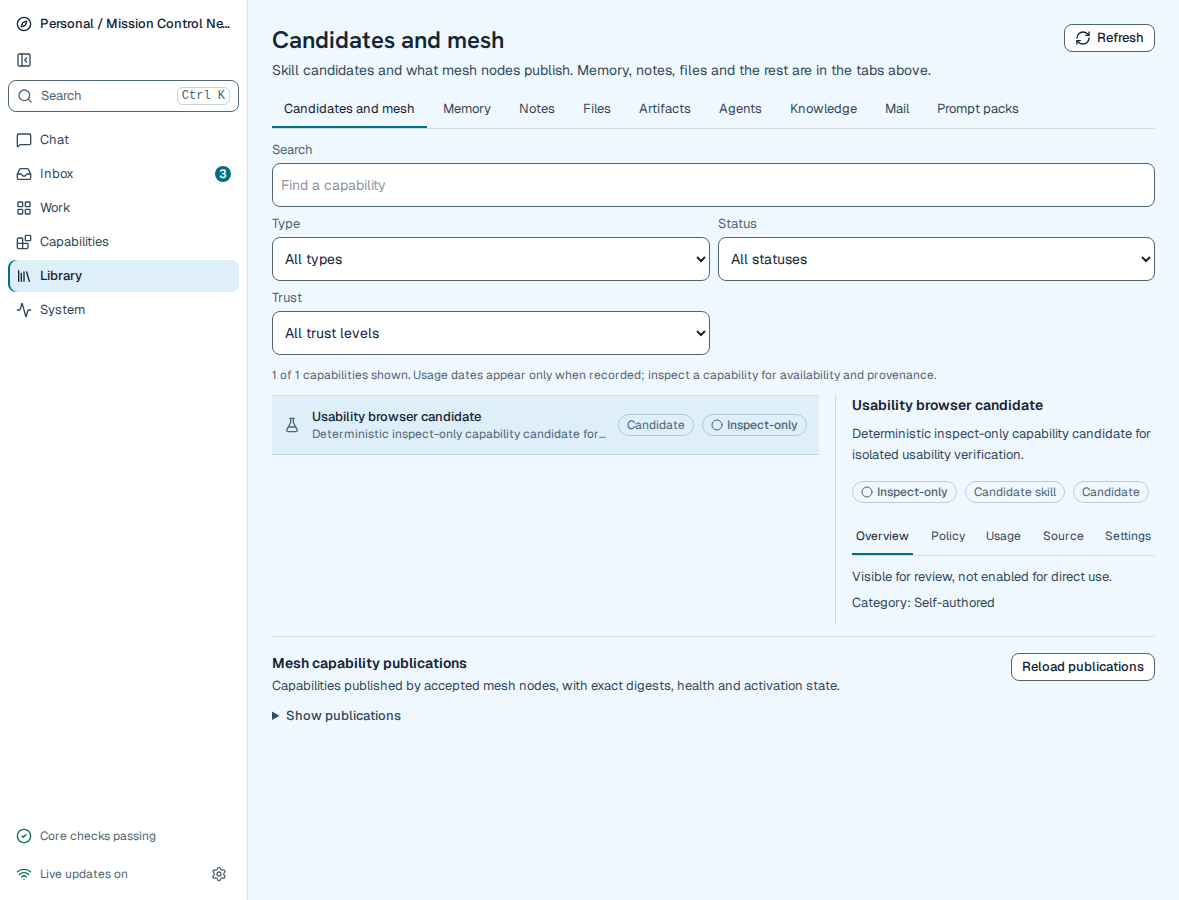 Personal / Mission Control Ne...
Search Ctrl K
Chat
Inbox 3
Work
Capabilities
Library
System
Core checks passing
Live updates on
Candidates and mesh
Refresh
Skill candidates and what mesh nodes publish. Memory, notes, files and the rest are in the tabs above.
Candidates and mesh Memory Notes Files Artifacts Agents Knowledge Mail Prompt packs
Search
Find a capability
Type Status
All types All statuses
Trust
All trust levels
1 of 1 capabilities shown. Usage dates appear only when recorded; inspect a capability for availability and provenance.
Usability browser candidate
Deterministic inspect-only capability candidate for...
Candidate Inspect-only
Usability browser candidate
Deterministic inspect-only capability candidate for
isolated usability verification.
Inspect-only Candidate skill Candidate
Overview Policy Usage Source Settings
Visible for review, not enabled for direct use.
Category: Self-authored
Mesh capability publications
Capabilities published by accepted mesh nodes, with exact digests, health and activation state.
Reload publications
Show publications